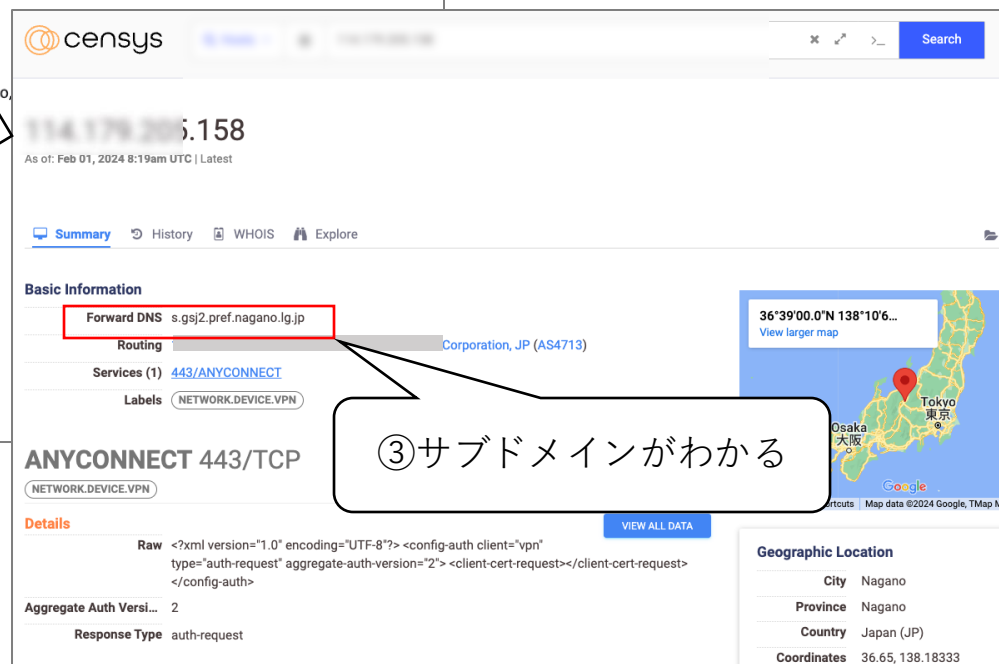 censys
Search
.158
As of: Feb 01, 2024 8:19am UTC | Latest
Summary
History
WHOIS
Explore
Basic Information
Forward DNS s.gsj2.pref.nagano.lg.jp
Routing Corporation, JP (AS4713)
Services (1) 443/ANYCONNECT
Labels NETWORK.DEVICE.VPN
③サブドメインがわかる
ANYCONNECT 443/TCP
NETWORK.DEVICE.VPN
Details
VIEW ALL DATA
Raw <?xml version="1.0" encoding="UTF-8"?> <config-auth client="vpn"
type="auth-request" aggregate-auth-version="2"> <client-cert-request></client-cert-request>
</config-auth>
Aggregate Auth Versi... 2
Response Type auth-request
36°39'00.0"N 138°10'6...
View larger map
Tokyo
東京
Osaka
大阪
Google
Map data ©2024 Google, TMap M
Geographic Location
City Nagano
Province Nagano
Country Japan (JP)
Coordinates 36.65, 138.18333